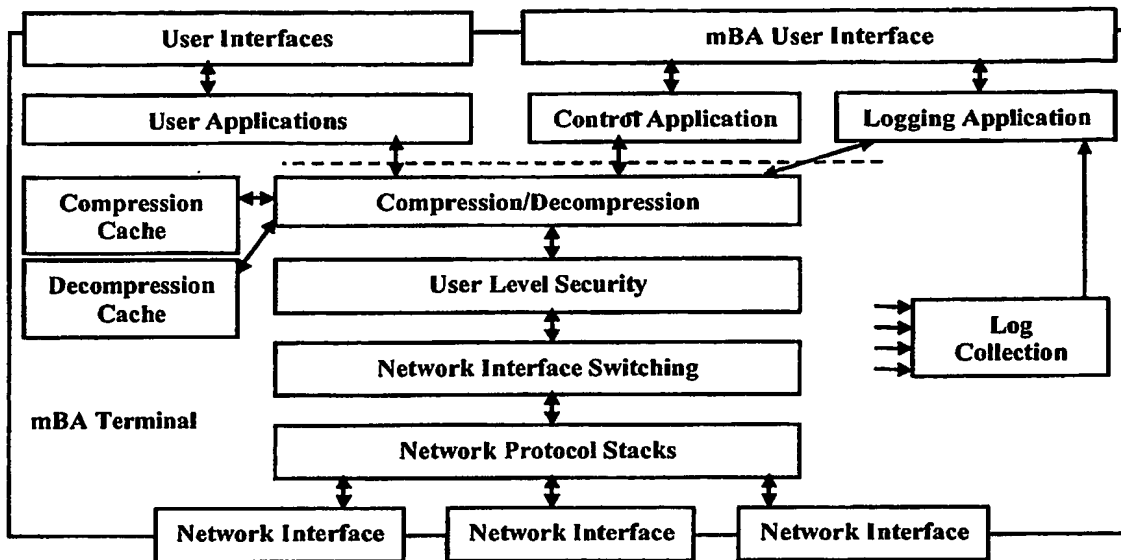 User Interfaces
mBA User Interface
User Applications
Control Application
Logging Application
Compression
Cache
Compression/Decompression
Decompression
Cache
User Level Security
Log
Collection
Network Interface Switching
mBA Terminal
Network Protocol Stacks
Network Interface
Network Interface
Network Interface